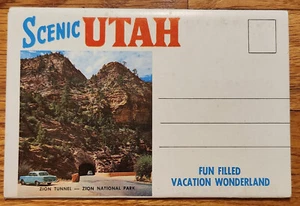 SCENIC UTAH
ZION TUNNEL — ZION NATIONAL PARK
FUN FILLED
VACATION WONDERLAND